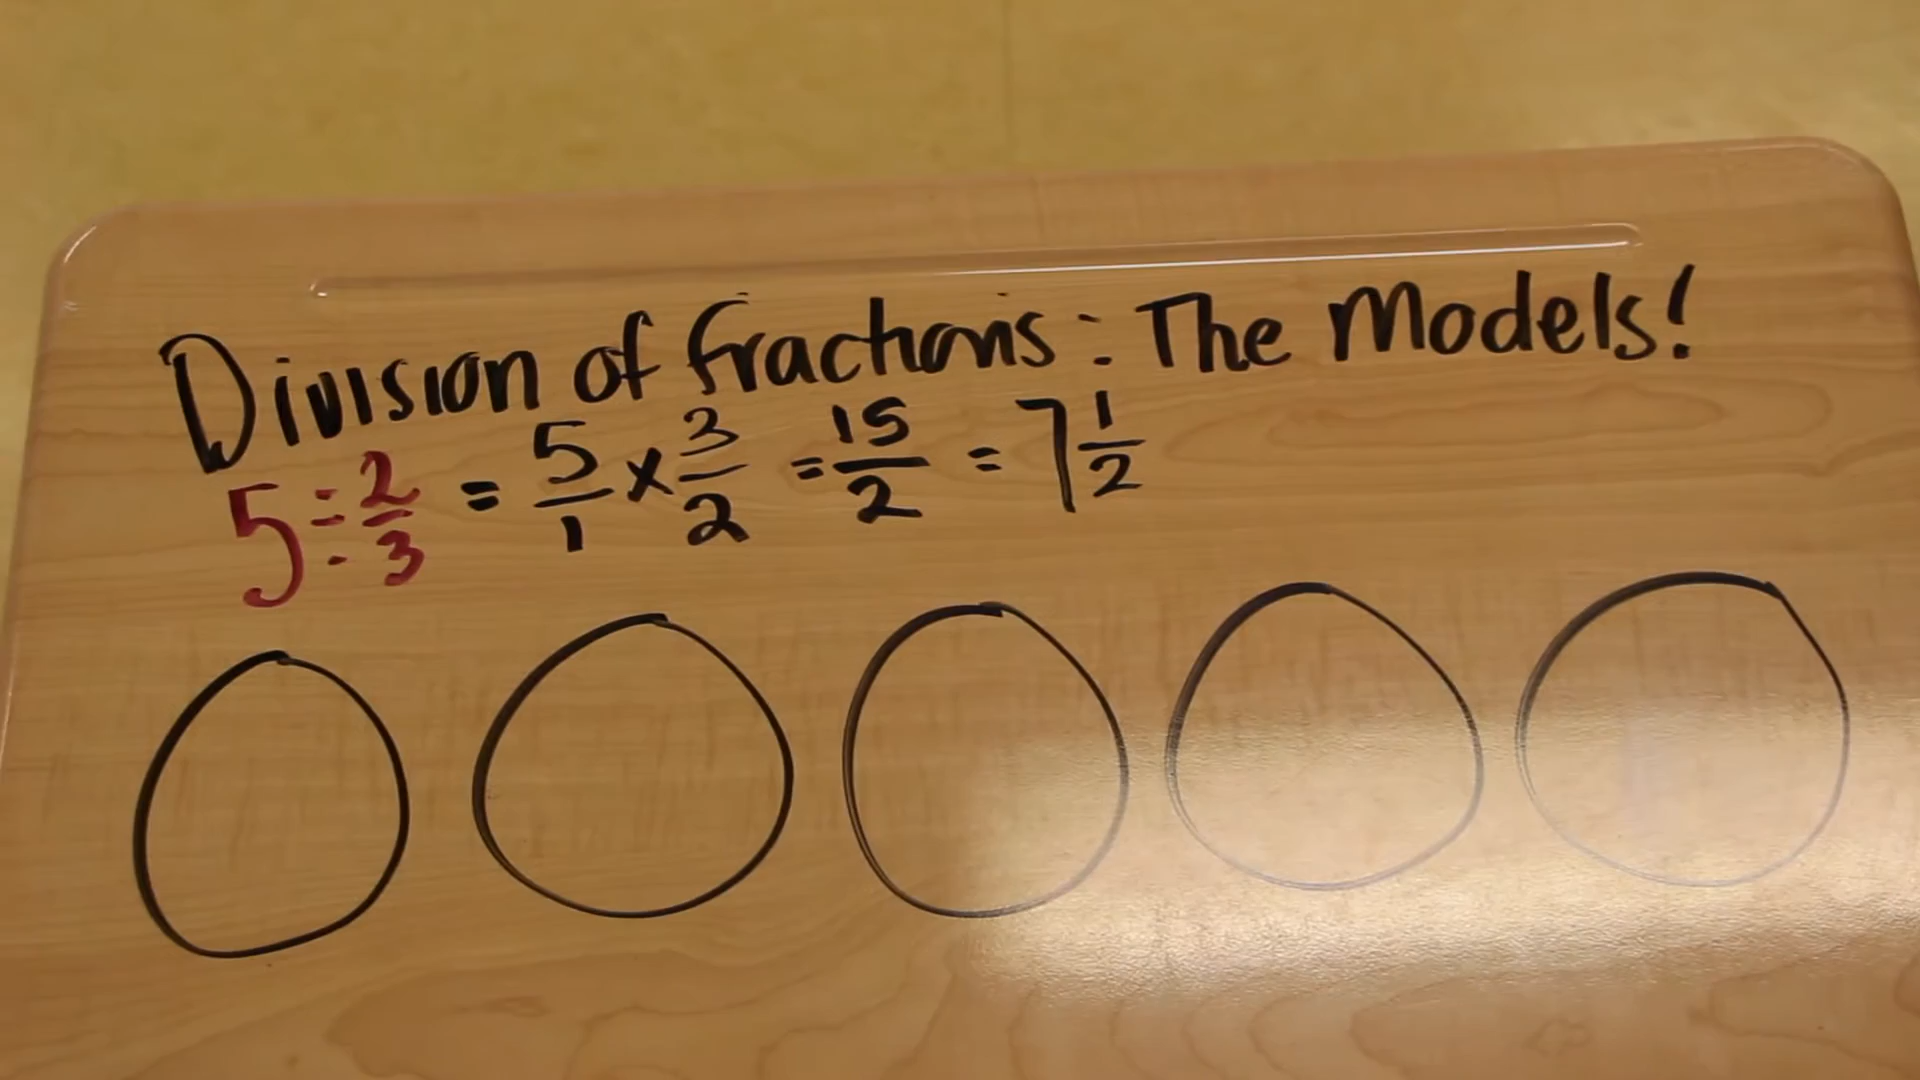 Division of fractions: The Models!
5 ÷ 2/3 = 5/1 x 3/2 = 15/2 = 7 1/2